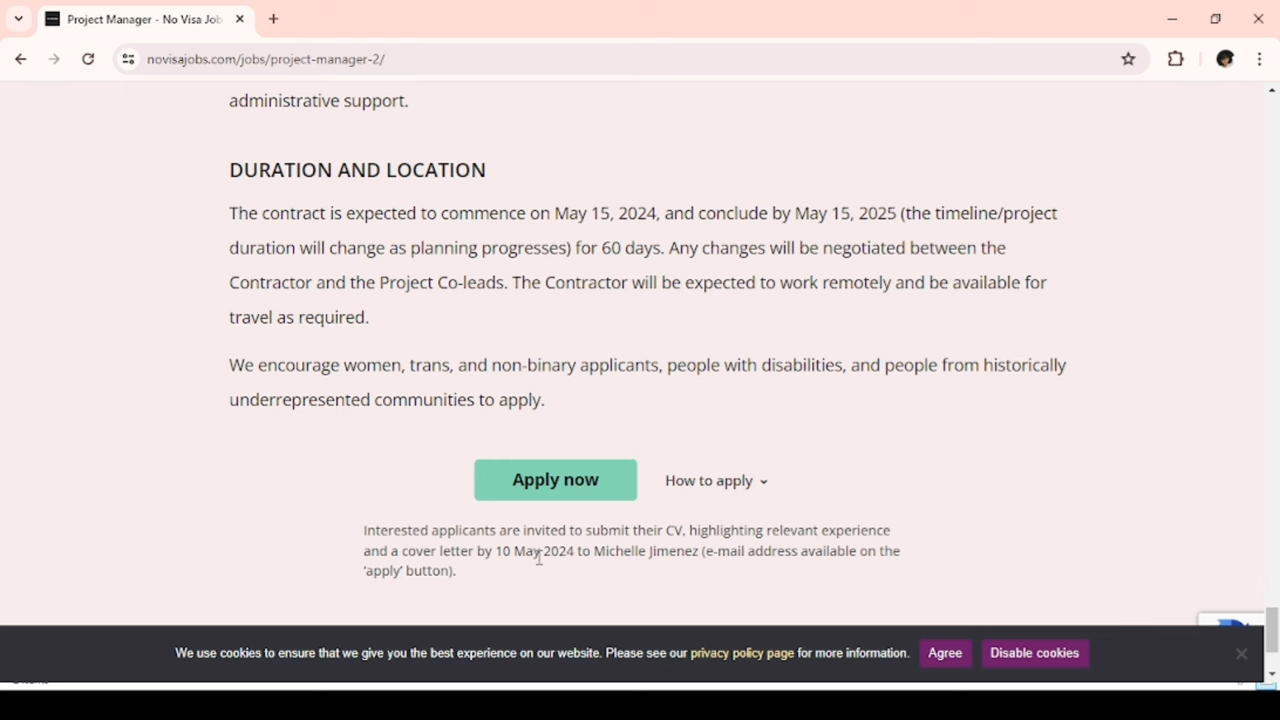 Project Manager - No Visa Job
novisajobs.com/jobs/project-manager-2/
administrative support.
DURATION AND LOCATION
The contract is expected to commence on May 15, 2024, and conclude by May 15, 2025 (the timeline/project
duration will change as planning progresses) for 60 days. Any changes will be negotiated between the
Contractor and the Project Co-leads. The Contractor will be expected to work remotely and be available for
travel as required.
We encourage women, trans, and non-binary applicants, people with disabilities, and people from historically
underrepresented communities to apply.
Apply now
How to apply
Interested applicants are invited to submit their CV, highlighting relevant experience
and a cover letter by 10 May 2024 to Michelle Jimenez (e-mail address available on the
'apply' button).
We use cookies to ensure that we give you the best experience on our website. Please see our privacy policy page for more information.
Agree
Disable cookies